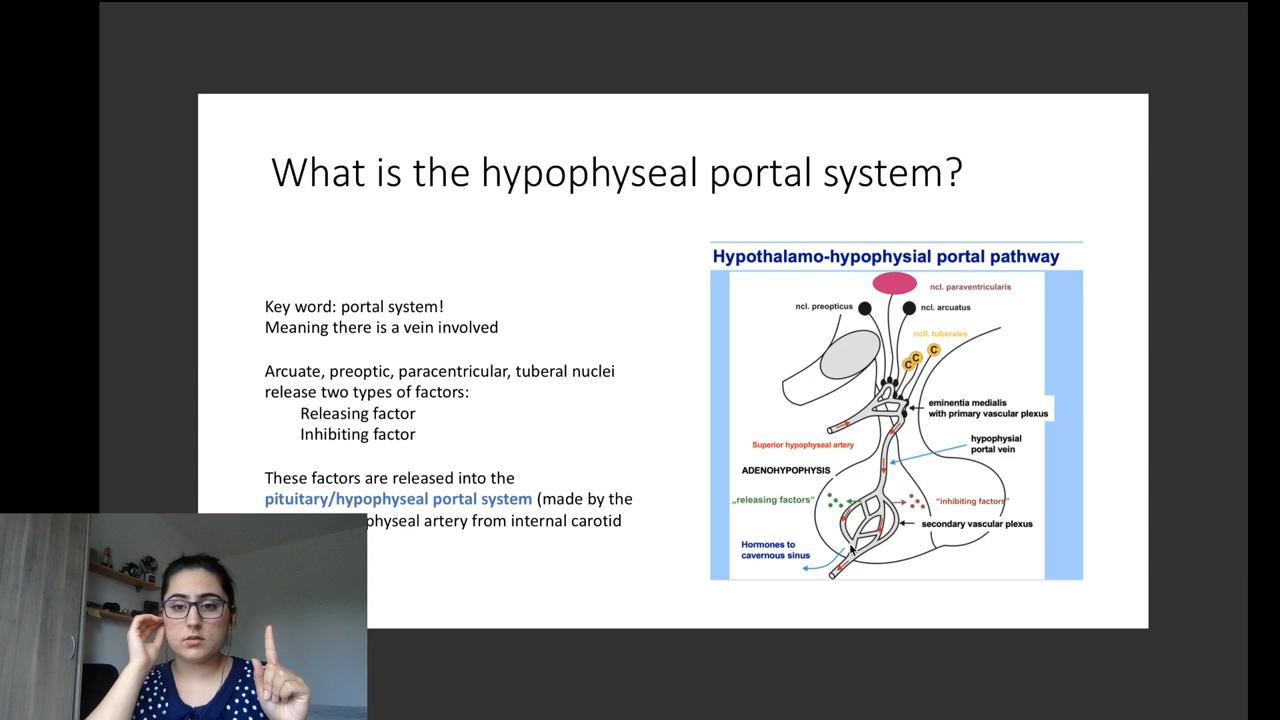 What is the hypophyseal portal system?
Key word: portal system!
Meaning there is a vein involved
Arcuate, preoptic, paracentricular, tuberal nuclei
release two types of factors:
Releasing factor
Inhibiting factor
These factors are released into the
pituitary/hypophyseal portal system (made by the
physeal artery from internal carotid
Hypothalamo-hypophysial portal pathway
ncl. paraventricularis
ncl. preopticus
ncl. arcuatus
ncll. tuberales
C
C
C
eminentia medialis
with primary vascular plexus
Superior hypophyseal artery
hypophysial
portal vein
ADENOHYPOPHYSIS
„releasing factors“
“inhibiting factors”
secondary vascular plexus
Hormones to
cavernous sinus